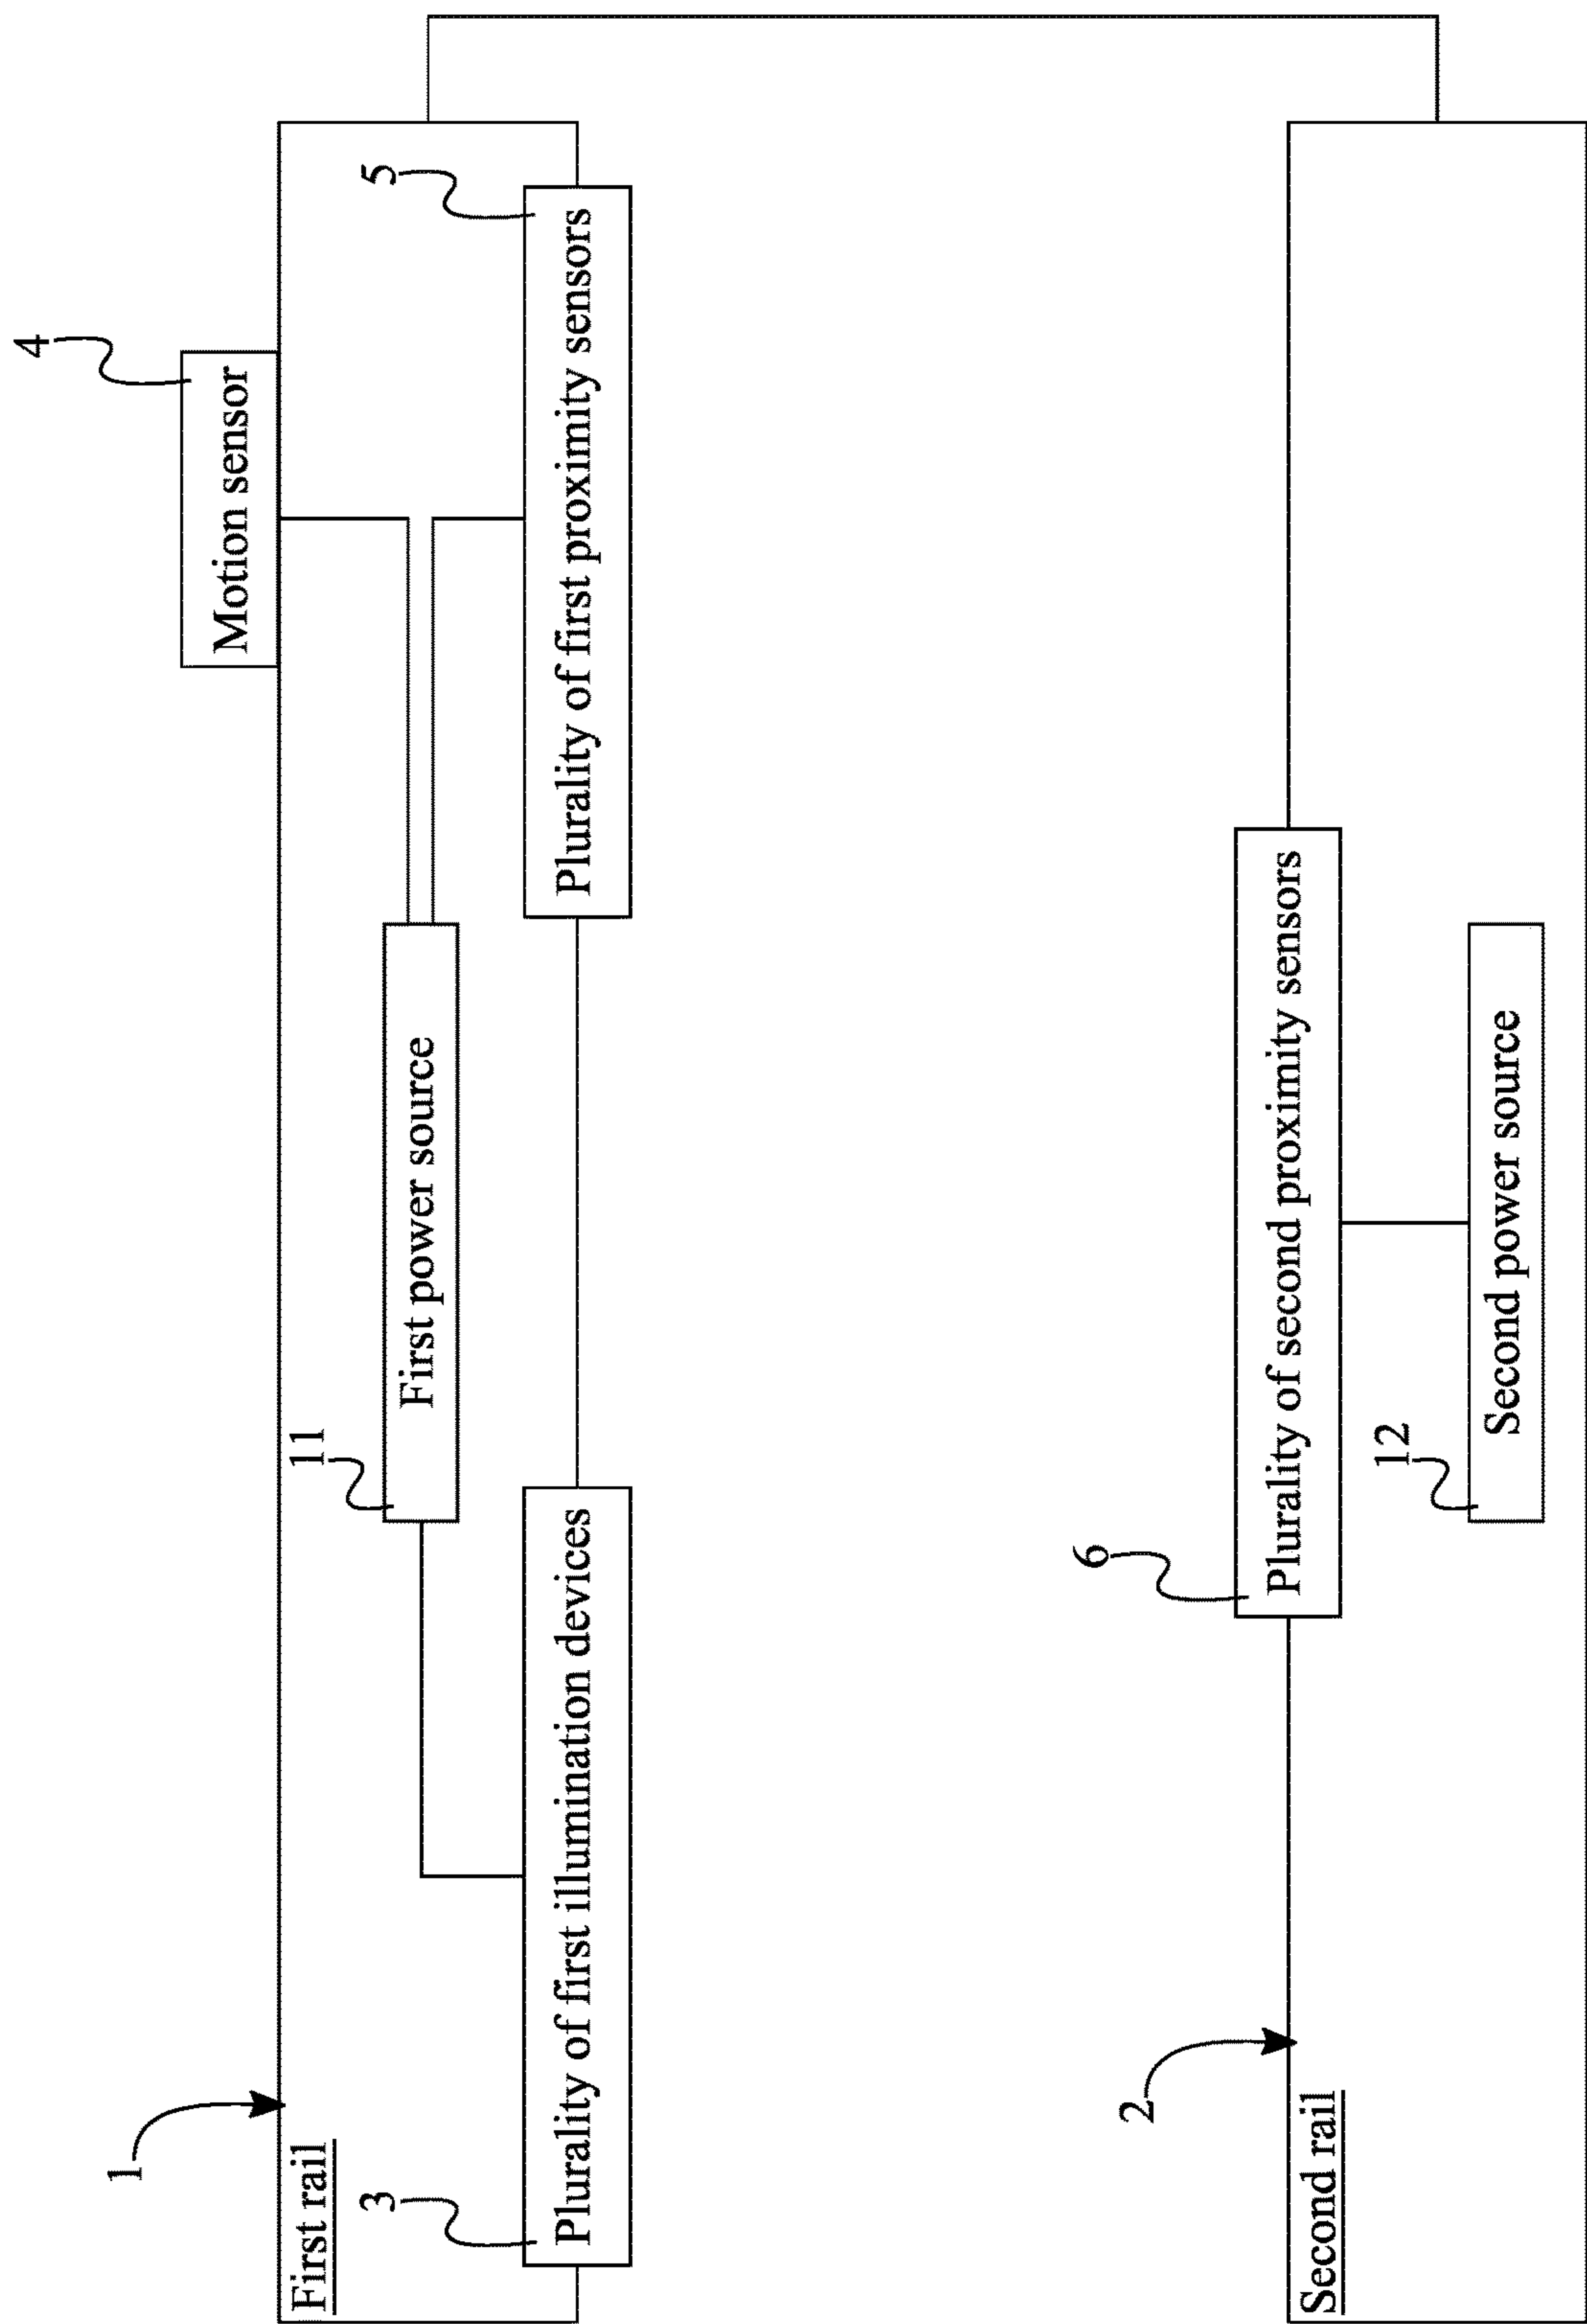 4
Motion sensor
1
First rail
11
First power source
5
3
Plurality of first illumination devices
Plurality of first proximity sensors
6
Plurality of second proximity sensors
2
Second rail
12
Second power source